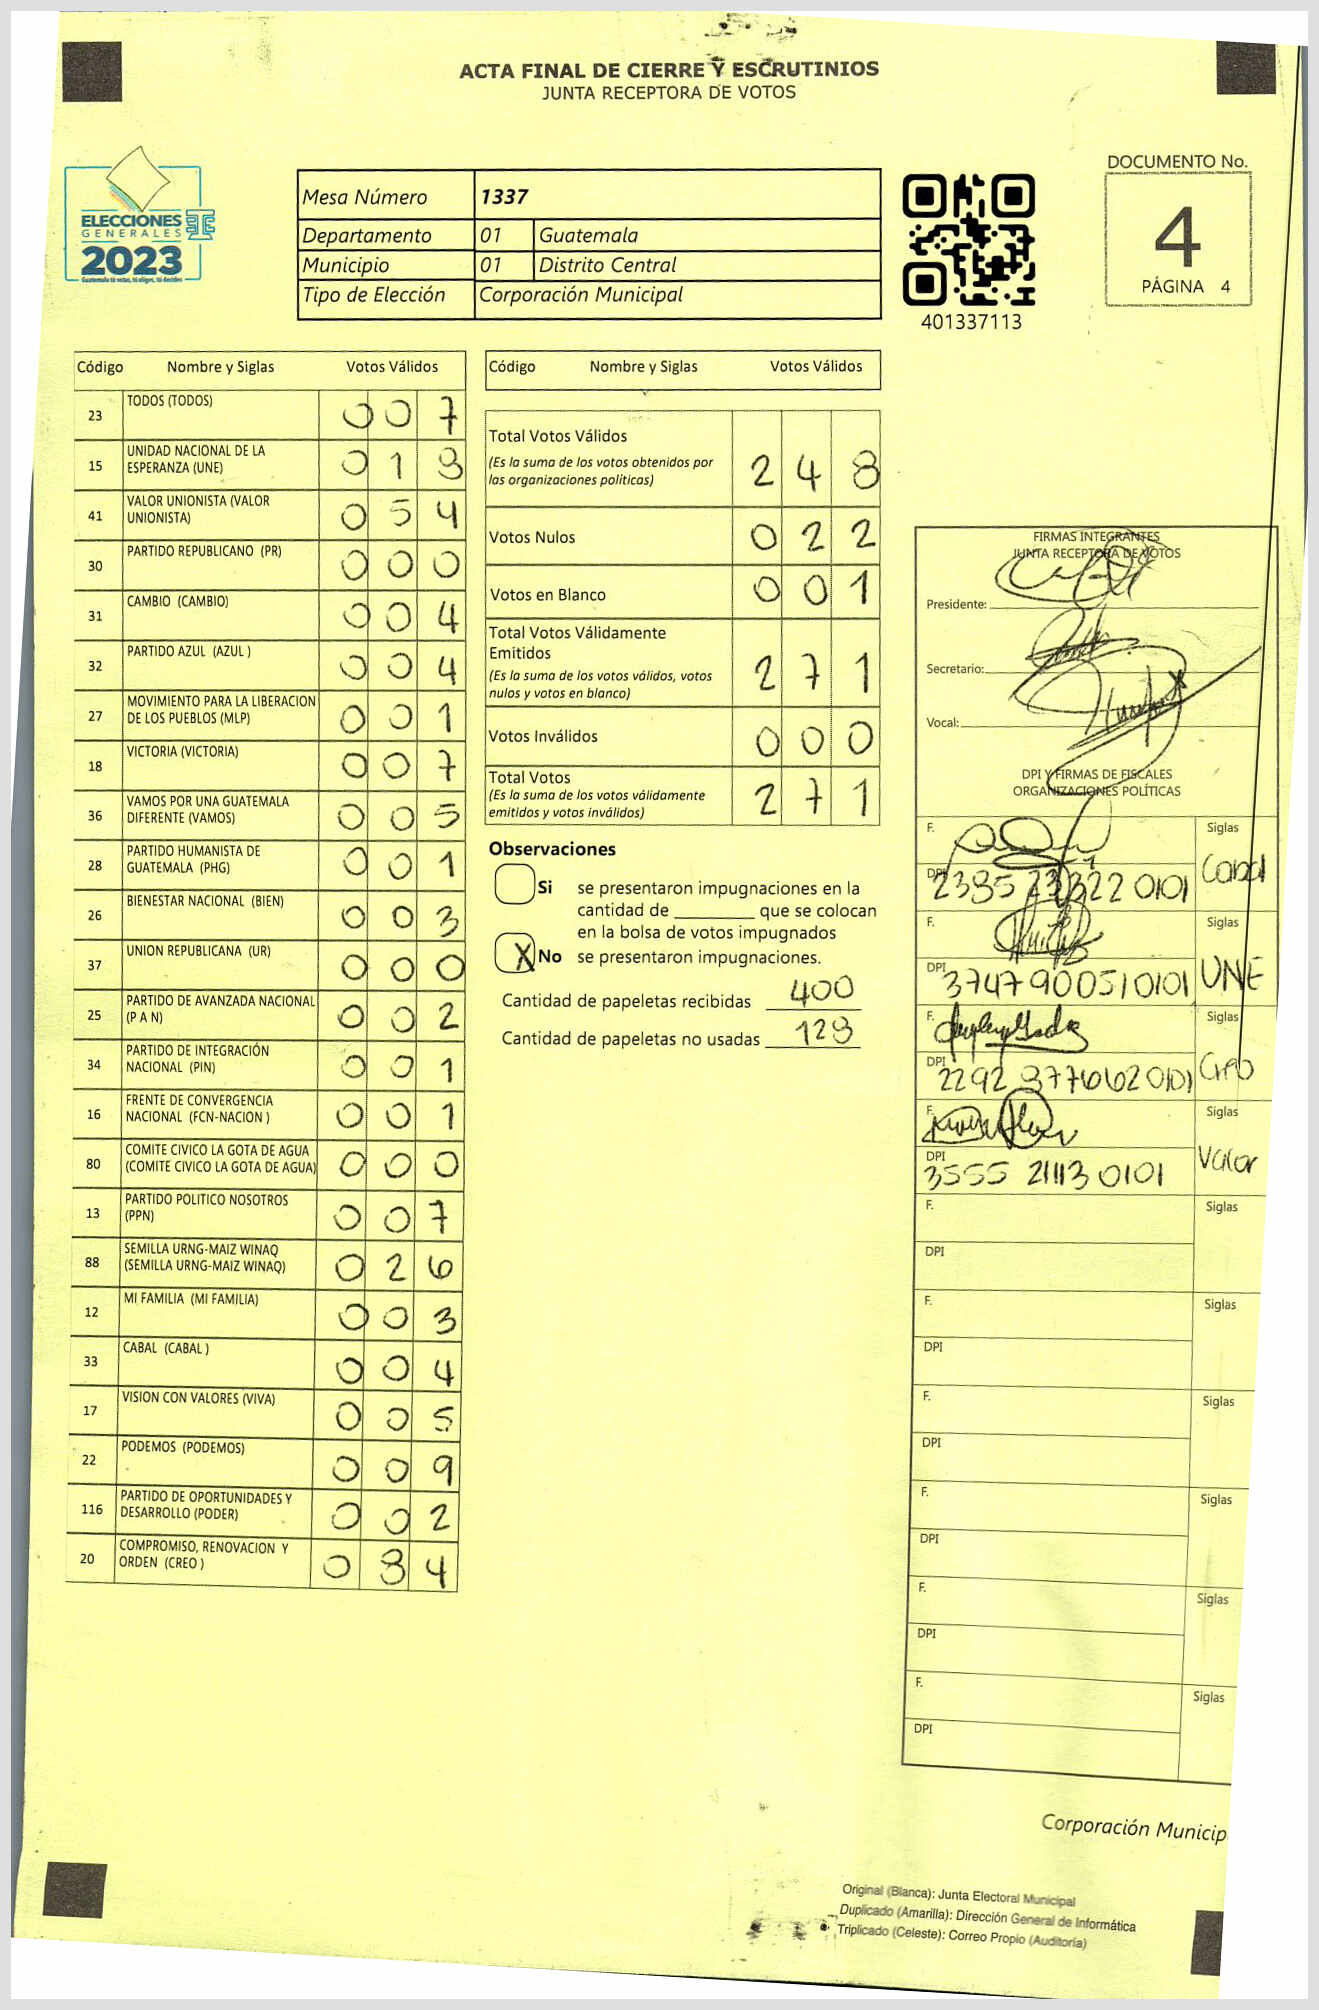 ACTA FINAL DE CIERRE Y ESCRUTINIOS
JUNTA RECEPTORA DE VOTOS
ELECCIONES
GENERALES
2023
Guatemala tú votas, tú eliges, tú decides
Mesa Número 1337
Departamento 01 Guatemala
Municipio 01 Distrito Central
Tipo de Elección Corporación Municipal
401337113
DOCUMENTO No.
4
PÁGINA 4
Código Nombre y Siglas Votos Válidos
23 TODOS (TODOS) 0 0 7
15 UNIDAD NACIONAL DE LA
ESPERANZA (UNE) 0 1 8
41 VALOR UNIONISTA (VALOR
UNIONISTA) 0 5 4
30 PARTIDO REPUBLICANO (PR) 0 0 0
31 CAMBIO (CAMBIO) 0 0 4
32 PARTIDO AZUL (AZUL ) 0 0 4
27 MOVIMIENTO PARA LA LIBERACION
DE LOS PUEBLOS (MLP) 0 0 1
18 VICTORIA (VICTORIA) 0 0 7
36 VAMOS POR UNA GUATEMALA
DIFERENTE (VAMOS) 0 0 5
28 PARTIDO HUMANISTA DE
GUATEMALA (PHG) 0 0 1
26 BIENESTAR NACIONAL (BIEN) 0 0 3
37 UNION REPUBLICANA (UR) 0 0 0
25 PARTIDO DE AVANZADA NACIONAL
(P A N) 0 0 2
34 PARTIDO DE INTEGRACIÓN
NACIONAL (PIN) 0 0 1
16 FRENTE DE CONVERGENCIA
NACIONAL (FCN-NACION ) 0 0 1
80 COMITE CIVICO LA GOTA DE AGUA
(COMITE CIVICO LA GOTA DE AGUA) 0 0 0
13 PARTIDO POLITICO NOSOTROS
(PPN) 0 0 7
88 SEMILLA URNG-MAIZ WINAQ
(SEMILLA URNG-MAIZ WINAQ) 0 2 6
12 MI FAMILIA (MI FAMILIA) 0 0 3
33 CABAL (CABAL ) 0 0 4
17 VISION CON VALORES (VIVA) 0 0 5
22 PODEMOS (PODEMOS) 0 0 9
116 PARTIDO DE OPORTUNIDADES Y
DESARROLLO (PODER) 0 0 2
20 COMPROMISO, RENOVACION Y
ORDEN (CREO ) 0 8 4
Código Nombre y Siglas Votos Válidos
Total Votos Válidos
(Es la suma de los votos obtenidos por
las organizaciones políticas) 2 4 8
Votos Nulos 0 2 2
Votos en Blanco 0 0 1
Total Votos Válidamente
Emitidos
(Es la suma de los votos válidos, votos
nulos y votos en blanco) 2 7 1
Votos Inválidos 0 0 0
Total Votos
(Es la suma de los votos válidamente
emitidos y votos inválidos) 2 7 1
Observaciones
Si se presentaron impugnaciones en la
cantidad de ________ que se colocan
en la bolsa de votos impugnados
X No se presentaron impugnaciones.
Cantidad de papeletas recibidas 400
Cantidad de papeletas no usadas 129
FIRMAS INTEGRANTES
JUNTA RECEPTORA DE VOTOS
Presidente:
Secretario:
Vocal:
DPI Y FIRMAS DE FISCALES
ORGANIZACIONES POLÍTICAS
F. Siglas
DPI 0101 Cabal
F. Siglas
DPI 3747 90051 0101 UNE
F. Siglas
DPI 2292 87766 2 0101 Creo
F. Siglas
DPI 3555 21113 0101 Valor
F. Siglas
DPI
F. Siglas
DPI
F. Siglas
DPI
F. Siglas
DPI
F. Siglas
DPI
F. Siglas
DPI
Corporación Municip
Original (Blanca): Junta Electoral Municipal
Duplicado (Amarilla): Dirección General de Informática
Triplicado (Celeste): Correo Propio (Auditoría)